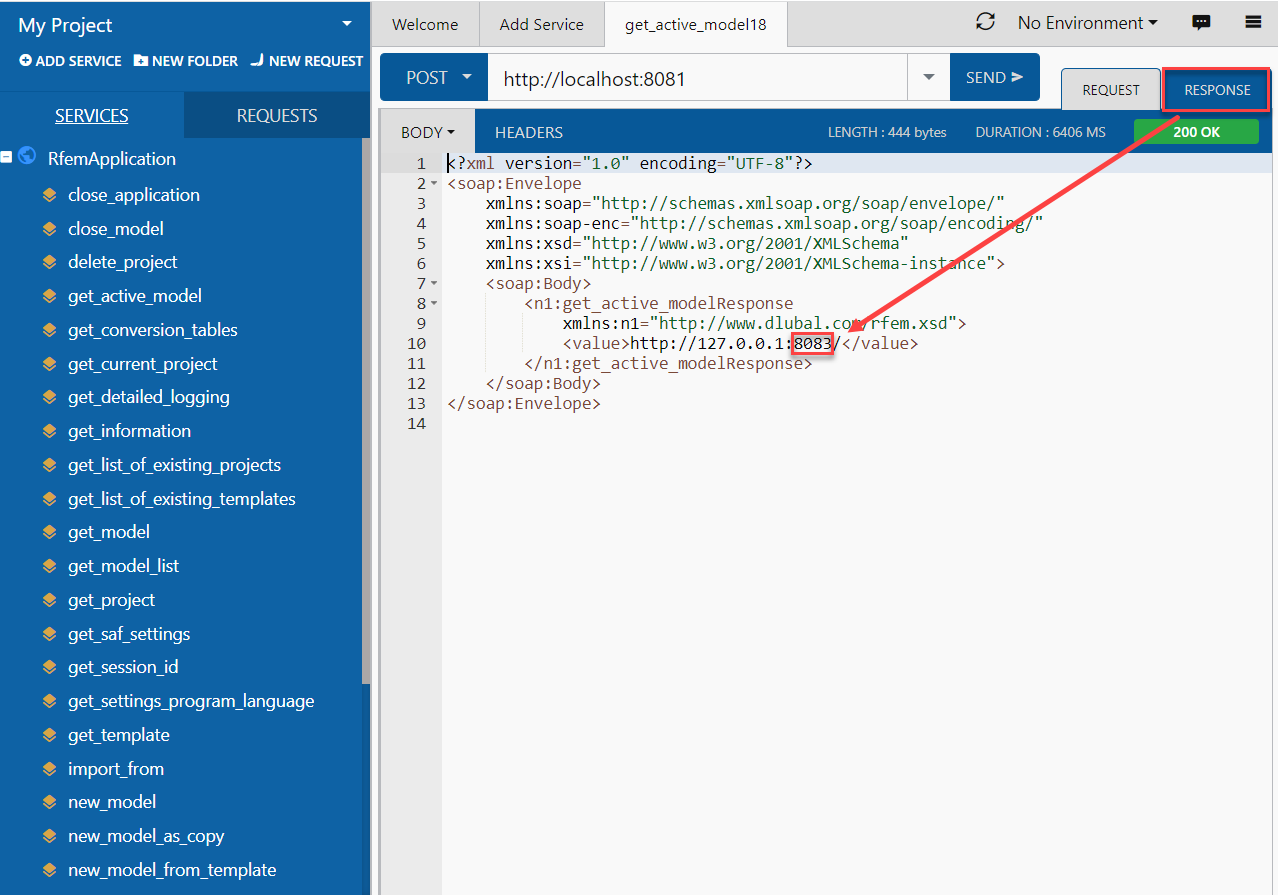 My Project
ADD SERVICE NEW FOLDER NEW REQUEST
SERVICES REQUESTS
RfemApplication
close_application
close_model
delete_project
get_active_model
get_conversion_tables
get_current_project
get_detailed_logging
get_information
get_list_of_existing_projects
get_list_of_existing_templates
get_model
get_model_list
get_project
get_saf_settings
get_session_id
get_settings_program_language
get_template
import_from
new_model
new_model_as_copy
new_model_from_template
Welcome Add Service get_active_model18 No Environment
POST http://localhost:8081 SEND REQUEST RESPONSE
BODY HEADERS LENGTH : 444 bytes DURATION : 6406 MS 200 OK
1 <?xml version="1.0" encoding="UTF-8"?>
2 <soap:Envelope
3 xmlns:soap="http://schemas.xmlsoap.org/soap/envelope/"
4 xmlns:soap-enc="http://schemas.xmlsoap.org/soap/encoding/"
5 xmlns:xsd="http://www.w3.org/2001/XMLSchema"
6 xmlns:xsi="http://www.w3.org/2001/XMLSchema-instance">
7 <soap:Body>
8 <n1:get_active_modelResponse
9 xmlns:n1="http://www.dlubal.com/rfem.xsd">
10 <value>http://127.0.0.1:8083/</value>
11 </n1:get_active_modelResponse>
12 </soap:Body>
13 </soap:Envelope>
14